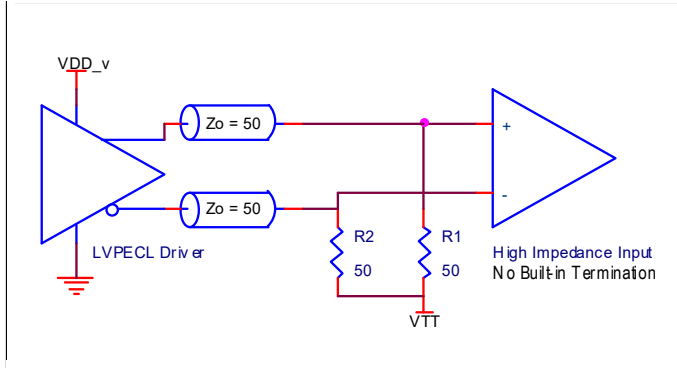 VDD_v
Zo = 50
+
Zo = 50
-
LVPECL Driver
R2
R1
50
50
High Impedance Input
No Built-in Termination
VTT